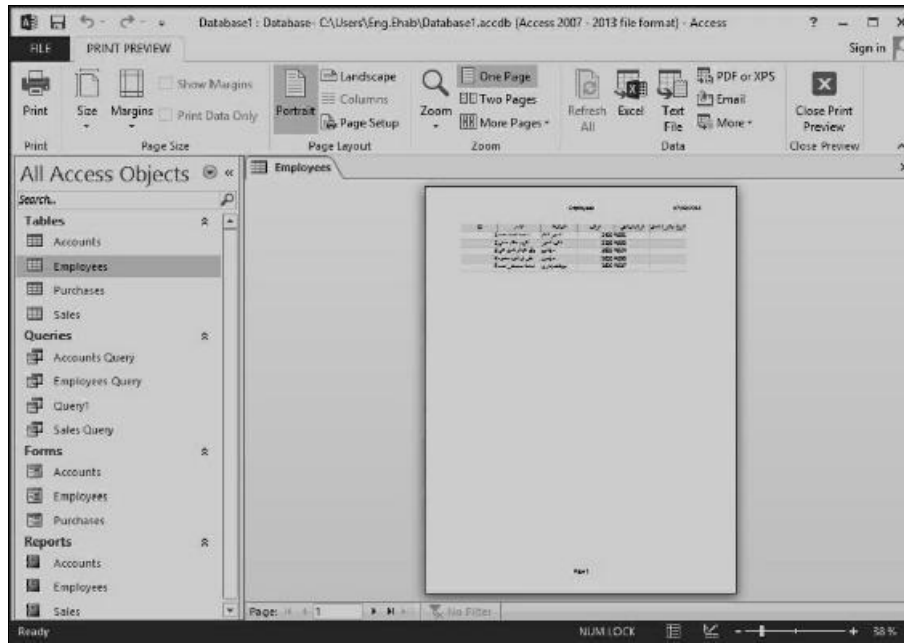 Database1 : Database- C:\Users\Eng.Ehab\Database1.accdb (Access 2007 - 2013 file format) - Access
FILE
PRINT PREVIEW
Sign in
Print
Size
Margins
Show Margins
Print Data Only
Portrait
Landscape
Columns
Page Setup
Zoom
One Page
Two Pages
More Pages
Refresh All
Excel
Text File
PDF or XPS
Email
More
Close Print Preview
Print
Page Size
Page Layout
Zoom
Data
Close Preview
All Access Objects
Search..
Tables
Accounts
Employees
Purchases
Sales
Queries
Accounts Query
Employees Query
Query1
Sales Query
Forms
Accounts
Employees
Purchases
Reports
Accounts
Employees
Sales
Employees
Employees
Page 1
Page: 1
No Filter
Ready
NUM LOCK
38 %